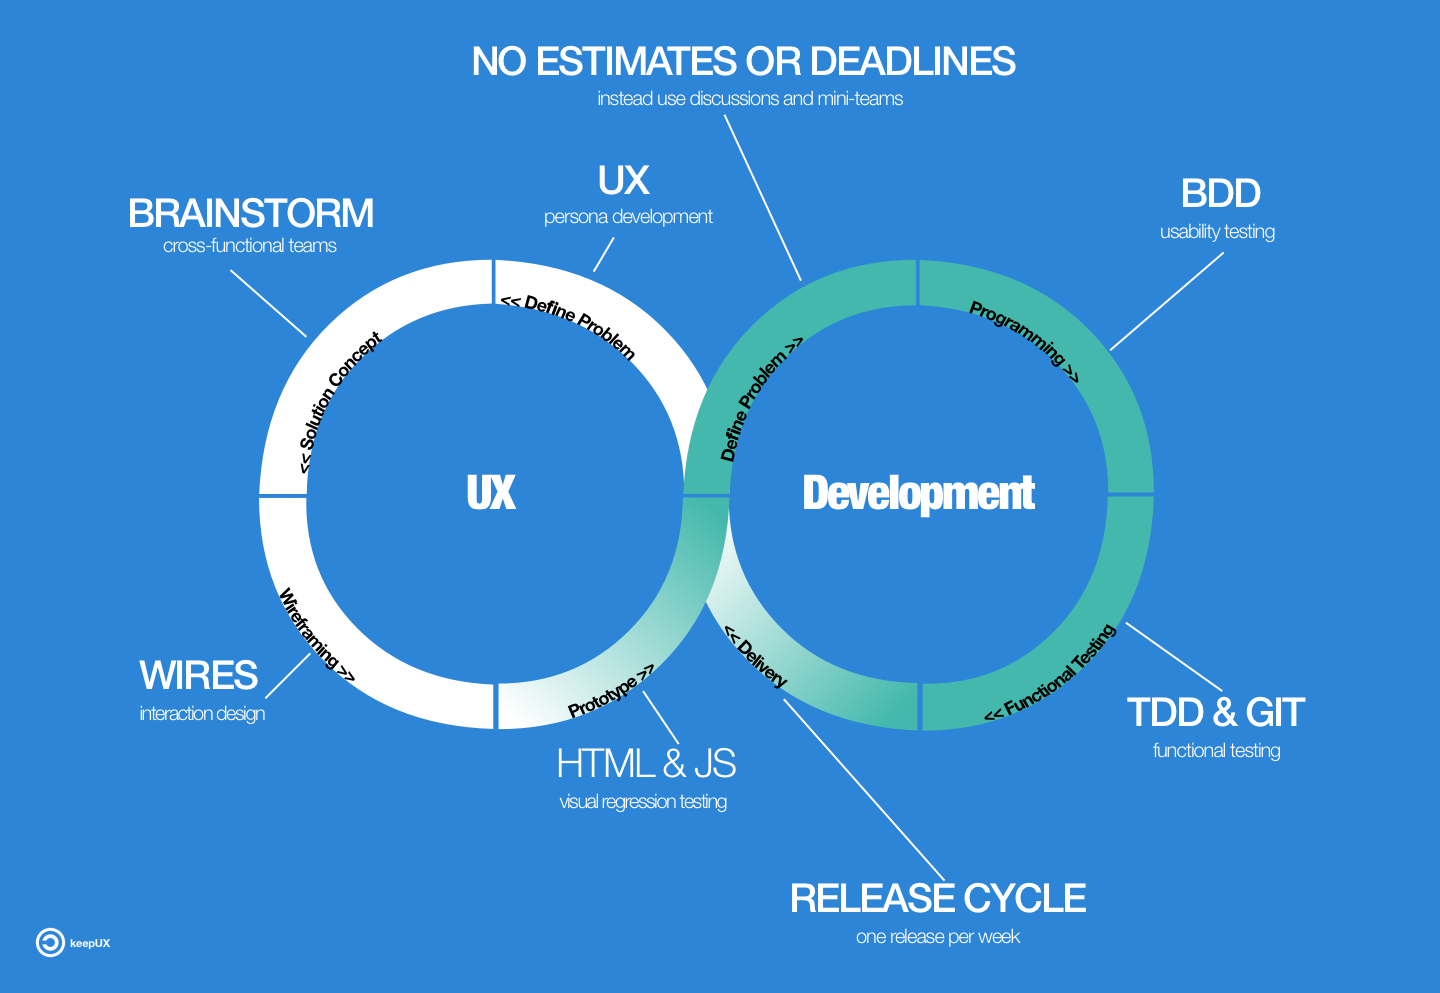 NO ESTIMATES OR DEADLINES
instead use discussions and mini-teams
UX
persona development
BRAINSTORM
cross-functional teams
BDD
usability testing
<< Define Problem
<< Solution Concept
Define Problem >>
Programming >>
UX
Development
Wireframing >>
Prototype >>
<< Delivery
<< Functional Testing
WIRES
interaction design
HTML & JS
visual regression testing
TDD & GIT
functional testing
RELEASE CYCLE
one release per week
keepUX